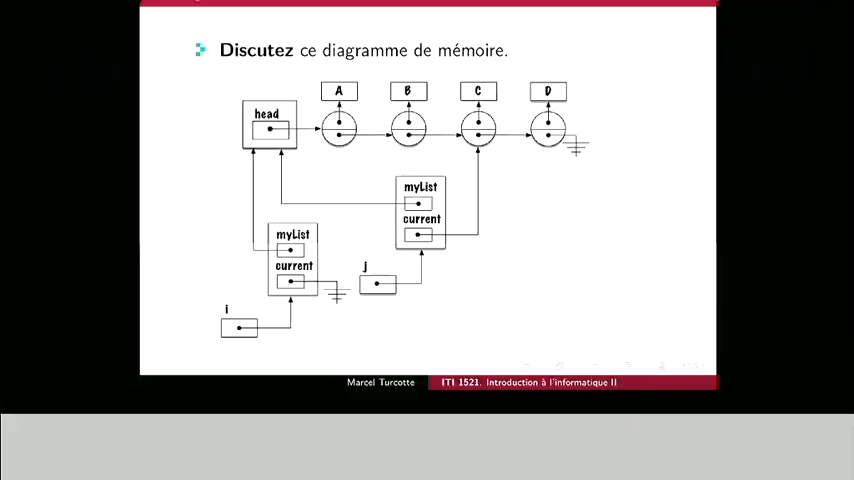 Discutez ce diagramme de mémoire.
A B C D
head
myList
current
myList
current
j
i
Marcel Turcotte ITI 1521. Introduction à l'informatique II